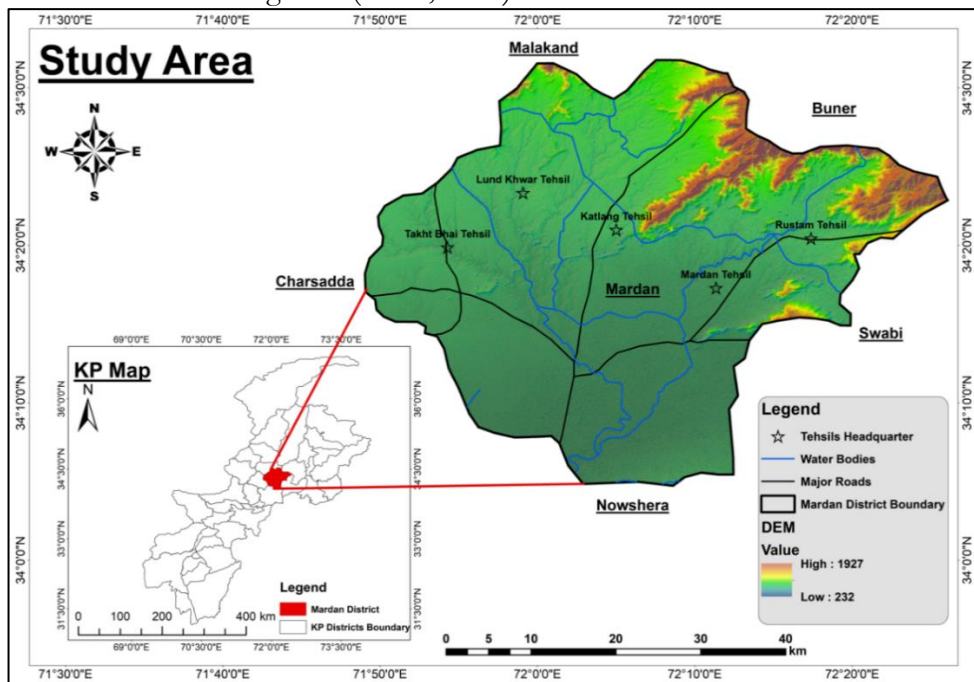 71°30'0"E 71°40'0"E 71°50'0"E 72°0'0"E 72°10'0"E 72°20'0"E
Study Area
N
W E
S
34°30'0"N
34°20'0"N
34°10'0"N
34°0'0"N
Malakand
Buner
Lund Khwar Tehsil
Katlang Tehsil
Rustam Tehsil
Takht Bhai Tehsil
Mardan Tehsil
Charsadda
Mardan
Swabi
Nowshera
69°0'0"E 70°30'0"E 72°0'0"E 73°30'0"E
KP Map
N
36°0'0"N
34°30'0"N
33°0'0"N
31°30'0"N
36°0'0"N
34°30'0"N
33°0'0"N
31°30'0"N
Legend
Mardan District
KP Districts Boundary
0 100 200 400 km
69°0'0"E 70°30'0"E 72°0'0"E 73°30'0"E
Legend
Tehsils Headquarter
Water Bodies
Major Roads
Mardan District Boundary
DEM
Value
High : 1927
Low : 232
0 5 10 20 30 40
km
34°30'0"N
34°20'0"N
34°10'0"N
34°0'0"N
71°30'0"E 71°40'0"E 71°50'0"E 72°0'0"E 72°10'0"E 72°20'0"E